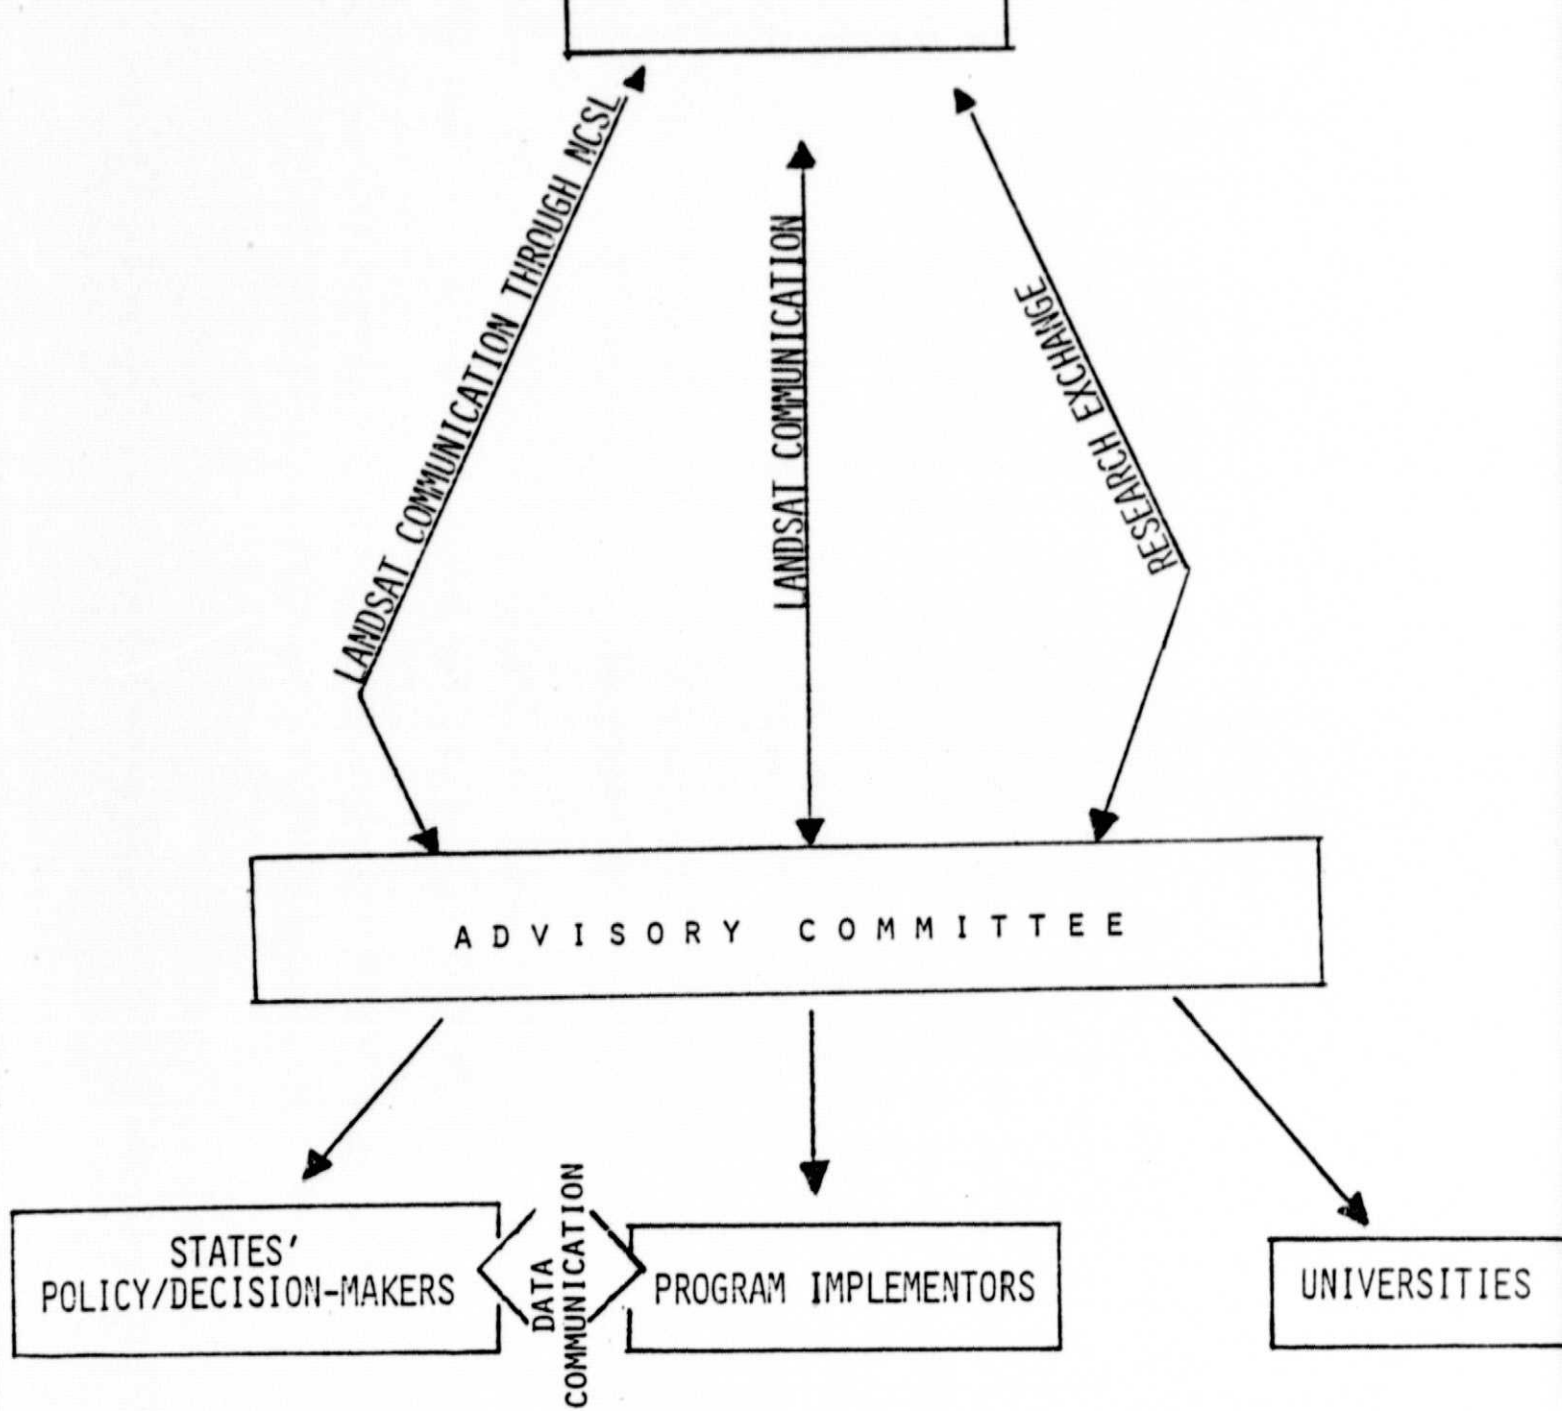 LANDSAT COMMUNICATION THROUGH NCSL
LANDSAT COMMUNICATION
RESEARCH EXCHANGE
ADVISORY COMMITTEE
STATES'
POLICY/DECISION-MAKERS
DATA
COMMUNICATION
PROGRAM IMPLEMENTORS
UNIVERSITIES